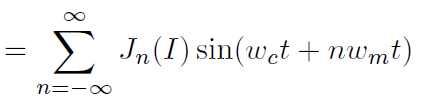 = \sum_{n=-\infty}^{\infty} J_n(I) \sin(w_c t + n w_m t)